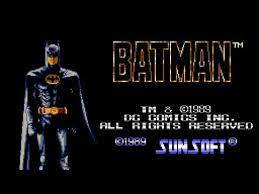 BATMAN™
TM & ©1989
DC COMICS INC.
ALL RIGHTS RESERVED
©1989 SUNSOFT®